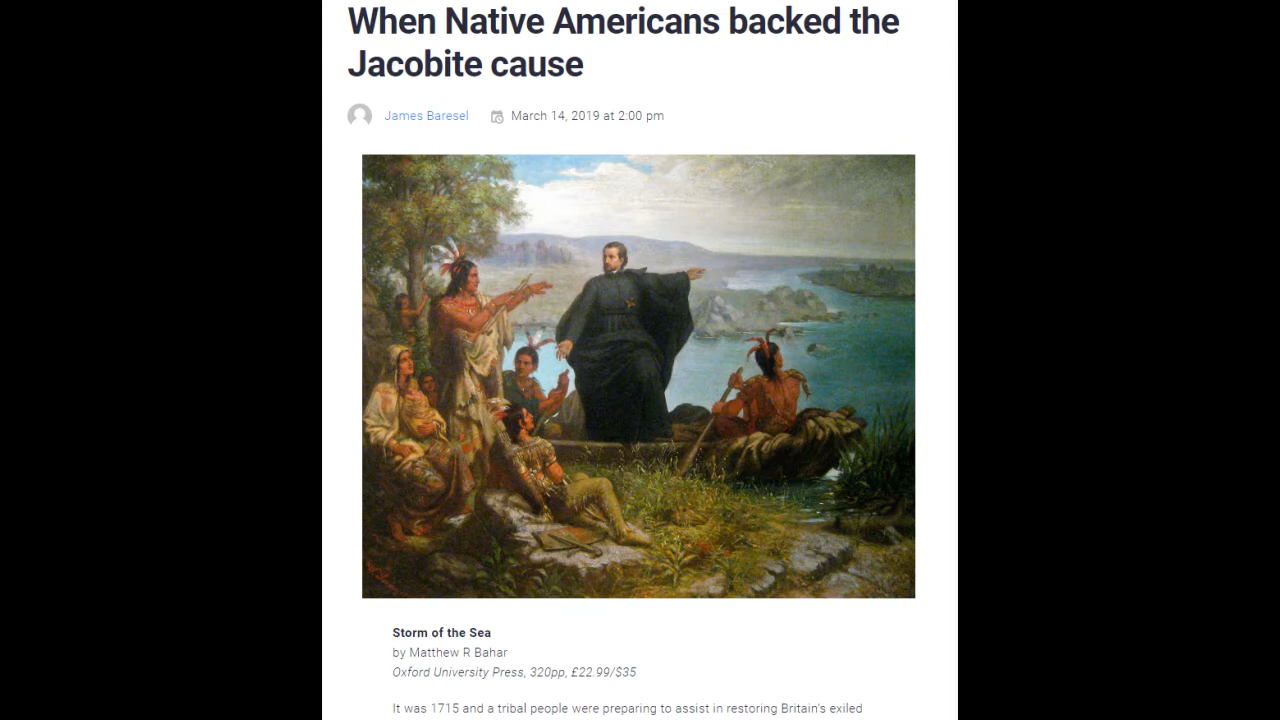 When Native Americans backed the
Jacobite cause
James Baresel March 14, 2019 at 2:00 pm
Storm of the Sea
by Matthew R Bahar
Oxford University Press, 320pp, £22.99/$35
It was 1715 and a tribal people were preparing to assist in restoring Britain's exiled